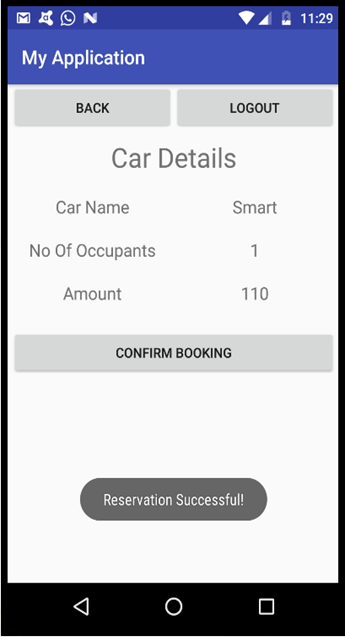 11:29
My Application
BACK LOGOUT
Car Details
Car Name Smart
No Of Occupants 1
Amount 110
CONFIRM BOOKING
Reservation Successful!